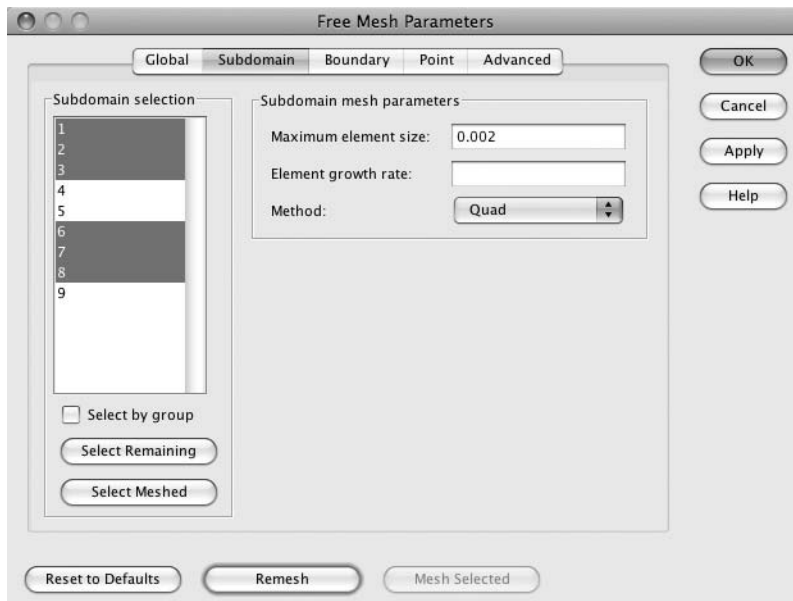 Free Mesh Parameters
Global Subdomain Boundary Point Advanced
Subdomain selection
1
2
3
4
5
6
7
8
9
Select by group
Select Remaining
Select Meshed
Subdomain mesh parameters
Maximum element size: 0.002
Element growth rate:
Method: Quad
OK
Cancel
Apply
Help
Reset to Defaults Remesh Mesh Selected